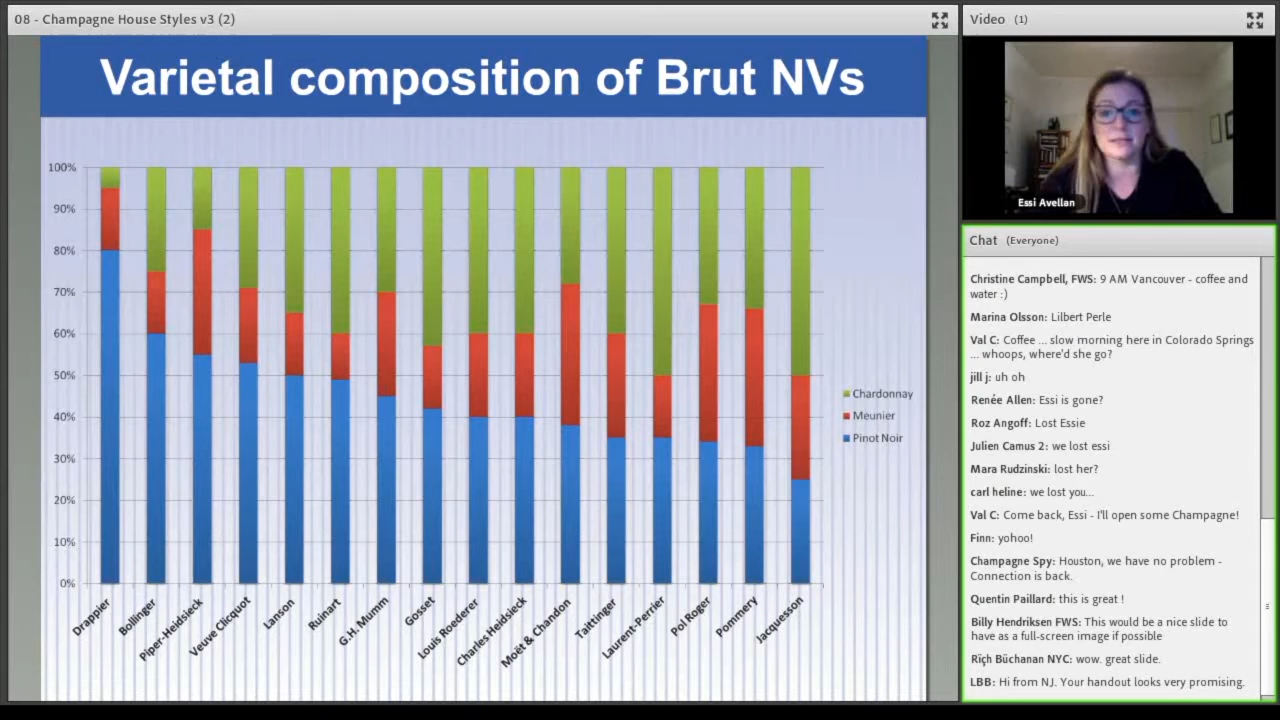 08 - Champagne House Styles v3 (2)
Varietal composition of Brut NVs
100%
90%
80%
70%
60%
50%
40%
30%
20%
10%
0%
Drappier
Bollinger
Piper-Heidsieck
Veuve Clicquot
Lanson
Ruinart
G.H. Mumm
Gosset
Louis Roederer
Charles Heidsieck
Moët & Chandon
Taittinger
Laurent-Perrier
Pol Roger
Pommery
Jacquesson
Chardonnay
Meunier
Pinot Noir
Video (1)
Essi Avellan
Chat (Everyone)
Christine Campbell, FWS: 9 AM Vancouver - coffee and
water :)
Marina Olsson: Lilbert Perle
Val C: Coffee ... slow morning here in Colorado Springs
... whoops, where'd she go?
jill j: uh oh
Renée Allen: Essi is gone?
Roz Angoff: Lost Essie
Julien Camus 2: we lost essi
Mara Rudzinski: lost her?
carl heline: we lost you...
Val C: Come back, Essi - I'll open some Champagne!
Finn: yohoo!
Champagne Spy: Houston, we have no problem -
Connection is back.
Quentin Paillard: this is great !
Billy Hendriksen FWS: This would be a nice slide to
have as a full-screen image if possible
Rïçh Büchanan NYC: wow. great slide.
LBB: Hi from NJ. Your handout looks very promising.